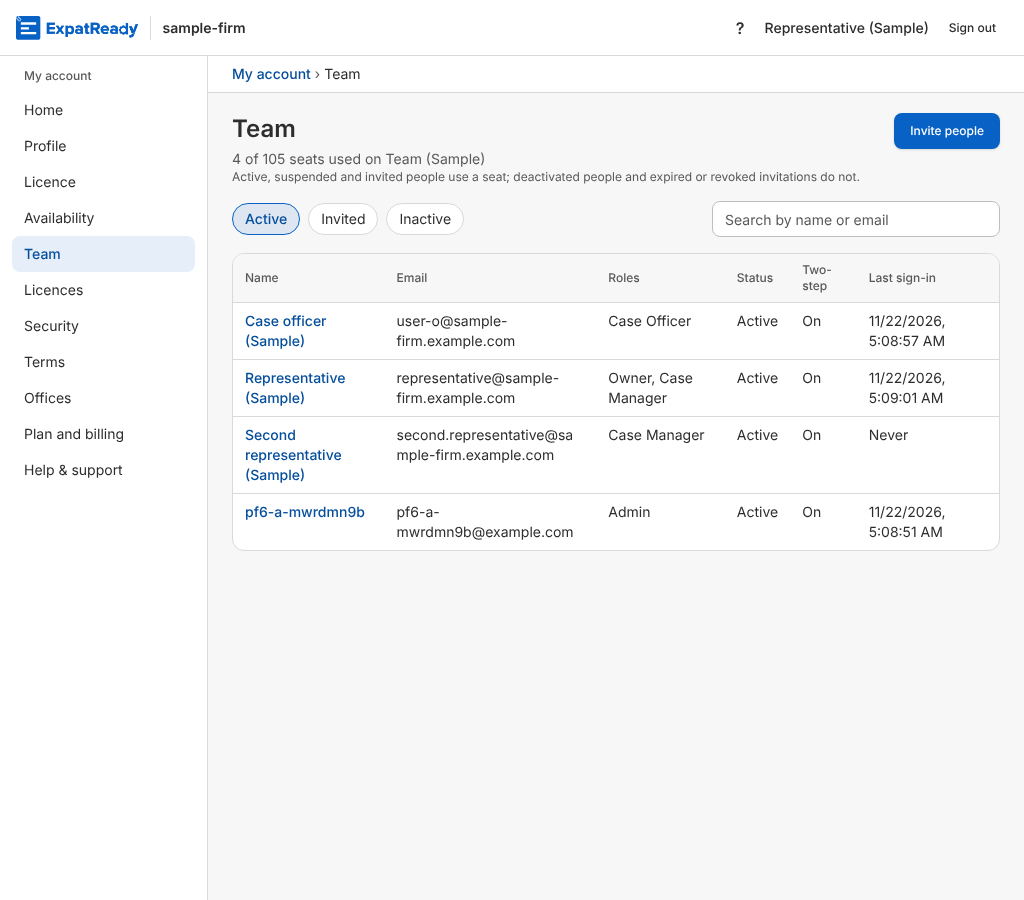 ExpatReady
sample-firm
?
Representative (Sample)
Sign out
My account
Home
Profile
Licence
Availability
Team
Licences
Security
Terms
Offices
Plan and billing
Help & support
My account › Team
Team
Invite people
4 of 105 seats used on Team (Sample)
Active, suspended and invited people use a seat; deactivated people and expired or revoked invitations do not.
Active
Invited
Inactive
Search by name or email
Name
Email
Roles
Status
Two-
step
Last sign-in
Case officer
(Sample)
user-o@sample-
firm.example.com
Case Officer
Active
On
11/22/2026,
5:08:57 AM
Representative
(Sample)
representative@sample-
firm.example.com
Owner, Case
Manager
Active
On
11/22/2026,
5:09:01 AM
Second
representative
(Sample)
second.representative@sa
mple-firm.example.com
Case Manager
Active
On
Never
pf6-a-mwrdmn9b
pf6-a-
mwrdmn9b@example.com
Admin
Active
On
11/22/2026,
5:08:51 AM